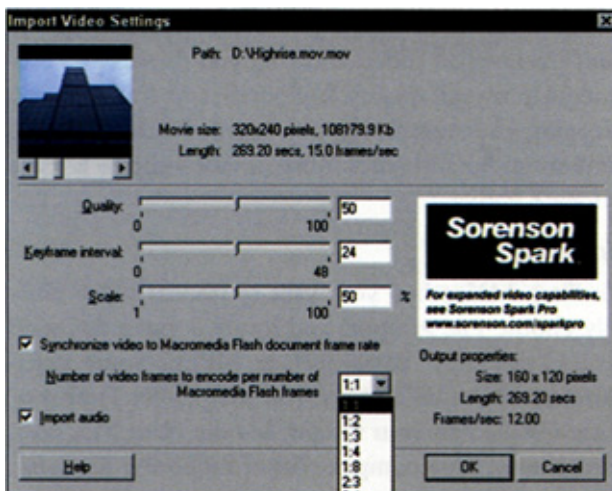 Import Video Settings
Path: D:\Highrise.mov.mov
Movie size: 320x240 pixels, 108179.9 Kb
Length: 269.20 secs, 15.0 frames/sec
Quality: 50
0 100
Keyframe interval: 24
0 48
Scale: 50 %
1 100
Sorenson
Spark
For expanded video capabilities,
see Sorenson Spark Pro
www.sorenson.com/sparkpro
Synchronize video to Macromedia Flash document frame rate
Number of video frames to encode per number of
Macromedia Flash frames
1:1
1:1
1:2
1:3
1:4
1:8
2:3
Import audio
Output properties:
Size: 160 x 120 pixels
Length: 269.20 secs
Frames/sec: 12.00
Help
OK
Cancel